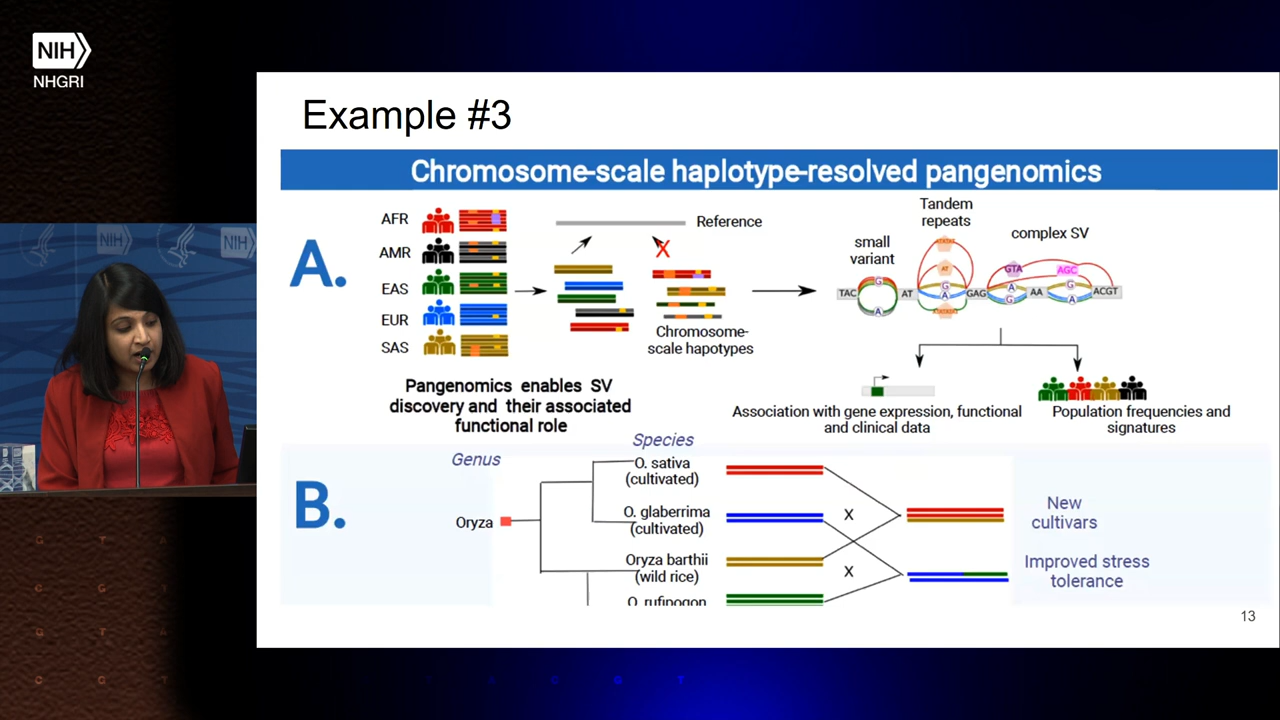 NIH
NHGRI
Example #3
Chromosome-scale haplotype-resolved pangenomics
A.
AFR
AMR
EAS
EUR
SAS
Reference
X
Chromosome-
scale hapotypes
Pangenomics enables SV
discovery and their associated
functional role
small
variant
Tandem
repeats
complex SV
TAC
G
A
AT
AT
G
A
GAG
GTA
A
G
AA
AGC
G
A
ACGT
Association with gene expression, functional
and clinical data
Population frequencies and
signatures
B.
Genus
Species
Oryza
O. sativa
(cultivated)
O. glaberrima
(cultivated)
Oryza barthii
(wild rice)
O. rufipogon
X
X
New
cultivars
Improved stress
tolerance
13
NIH
NIH